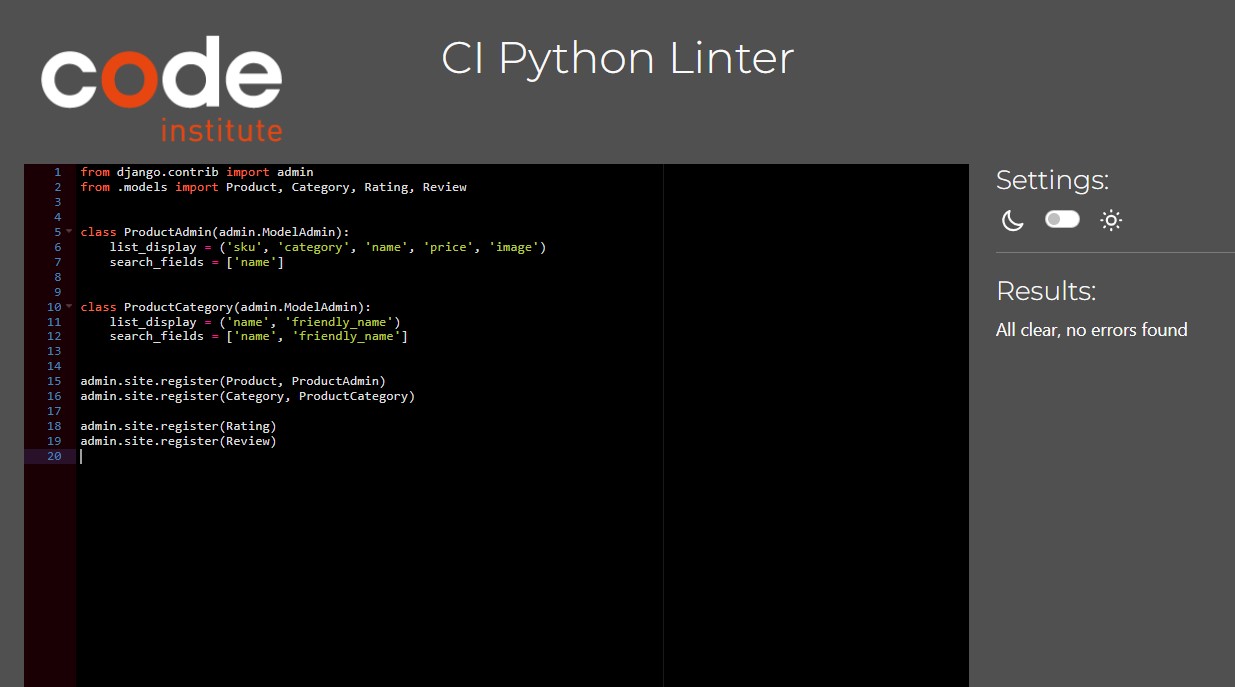 code
institute
CI Python Linter
1 from django.contrib import admin
2 from .models import Product, Category, Rating, Review
3
4
5 class ProductAdmin(admin.ModelAdmin):
6     list_display = ('sku', 'category', 'name', 'price', 'image')
7     search_fields = ['name']
8
9
10 class ProductCategory(admin.ModelAdmin):
11     list_display = ('name', 'friendly_name')
12     search_fields = ['name', 'friendly_name']
13
14
15 admin.site.register(Product, ProductAdmin)
16 admin.site.register(Category, ProductCategory)
17
18 admin.site.register(Rating)
19 admin.site.register(Review)
20
Settings:
Results:
All clear, no errors found